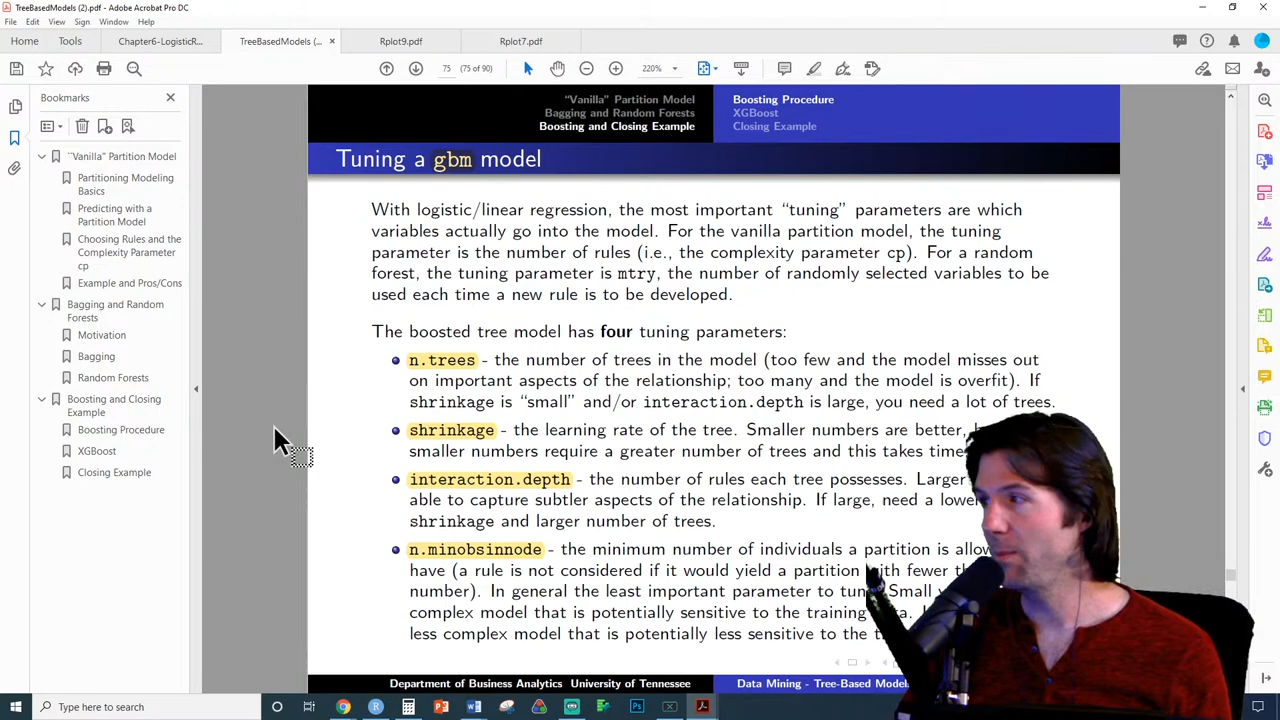 TreeBasedModels (2).pdf - Adobe Acrobat Pro DC
File Edit View Sign Window Help
Home Tools Chapter6-LogisticR... TreeBasedModels (... × Rplot9.pdf Rplot7.pdf
75 (75 of 90) 220%
Bookmarks
"Vanilla" Partition Model
Partitioning Modeling
Basics
Predicting with a
Partition Model
Choosing Rules and the
Complexity Parameter
cp
Example and Pros/Cons
Bagging and Random
Forests
Motivation
Bagging
Random Forests
Boosting and Closing
Example
Boosting Procedure
XGBoost
Closing Example
"Vanilla" Partition Model
Bagging and Random Forests
Boosting and Closing Example
Boosting Procedure
XGBoost
Closing Example
Tuning a gbm model
With logistic/linear regression, the most important "tuning" parameters are which
variables actually go into the model. For the vanilla partition model, the tuning
parameter is the number of rules (i.e., the complexity parameter cp). For a random
forest, the tuning parameter is mtry, the number of randomly selected variables to be
used each time a new rule is to be developed.
The boosted tree model has four tuning parameters:
n.trees - the number of trees in the model (too few and the model misses out
on important aspects of the relationship; too many and the model is overfit). If
shrinkage is "small" and/or interaction.depth is large, you need a lot of trees.
shrinkage - the learning rate of the tree. Smaller numbers are better,
smaller numbers require a greater number of trees and this takes time
interaction.depth - the number of rules each tree possesses. Larger
able to capture subtler aspects of the relationship. If large, need a lower
shrinkage and larger number of trees.
n.minobsinnode - the minimum number of individuals a partition is
have (a rule is not considered if it would yield a partition with fewer
number). In general the least important parameter to tune. Small
complex model that is potentially sensitive to the training
less complex model that is potentially less sensitive to the
Department of Business Analytics University of Tennessee
Data Mining - Tree-Based
Type here to search